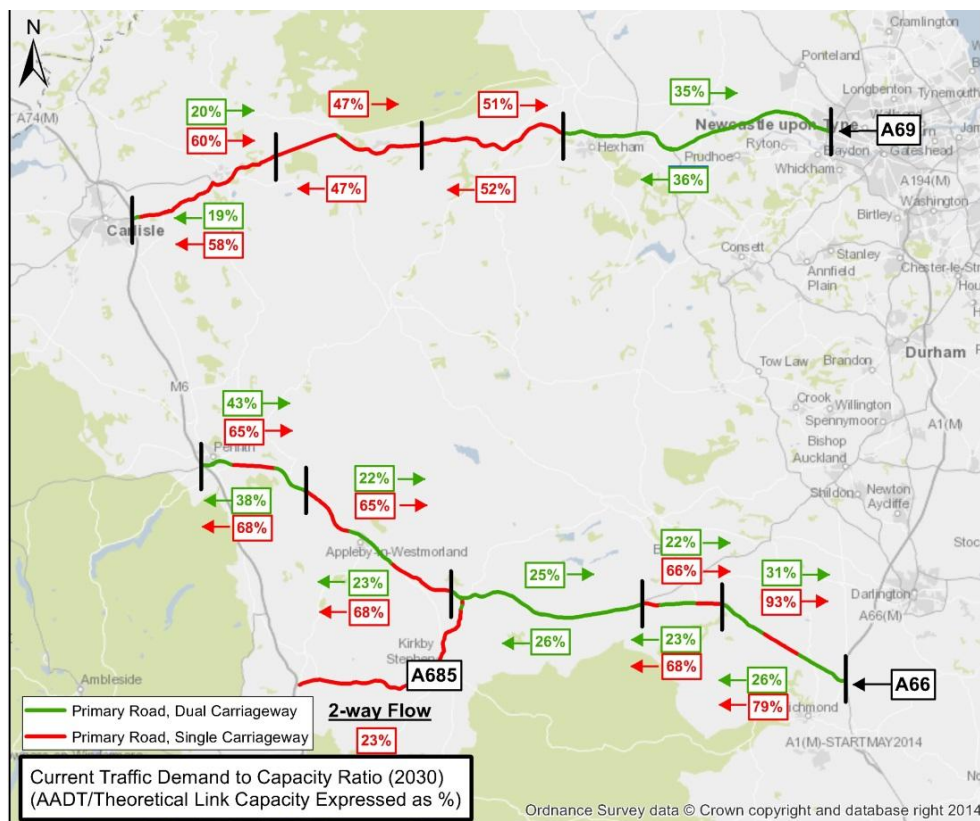 N
Cramlington
Ponteland
Longbenton
Tynemouth
A74(M)
20%
47%
51%
35%
60%
Newcastle upon Tyne
A69
Hexham
Prudhoe
Ryton
Blaydon
Gateshead
Whickham
47%
52%
36%
A194(M)
Washington
19%
Carlisle
58%
Birtley
Consett
Stanley
Annfield
Plain
Chester-le-Str
Durham
M6
Tow Law
Brandon
43%
Crook
Willington
65%
Spennymoor
A1(M)
Penrith
22%
Bishop
Auckland
38%
65%
Shildon
Newton
Aycliffe
68%
Appleby-in-Westmorland
22%
Stoc
23%
25%
66%
31%
68%
93%
Darlington
26%
23%
A66(M)
Kirkby
Stephen
68%
A685
26%
A66
Ambleside
79%
Richmond
Primary Road, Dual Carriageway
2-way Flow
Primary Road, Single Carriageway
23%
A1(M)-STARTMAY2014
Current Traffic Demand to Capacity Ratio (2030)
(AADT/Theoretical Link Capacity Expressed as %)
Ordnance Survey data © Crown copyright and database right 2014